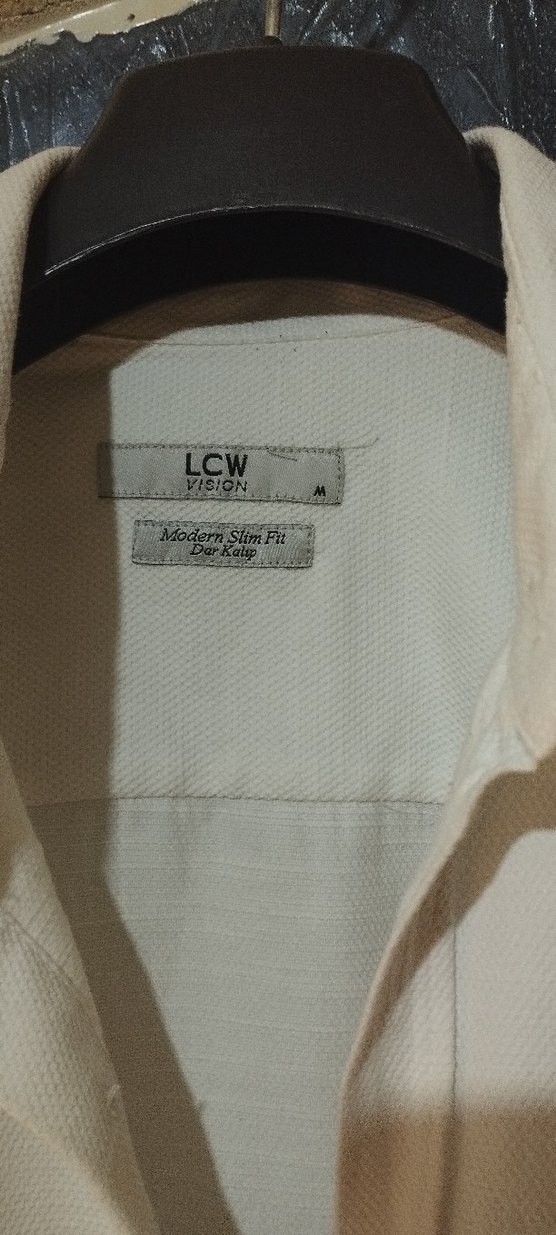 LCW
VISION
M
Modern Slim Fit
Dar Kalıp